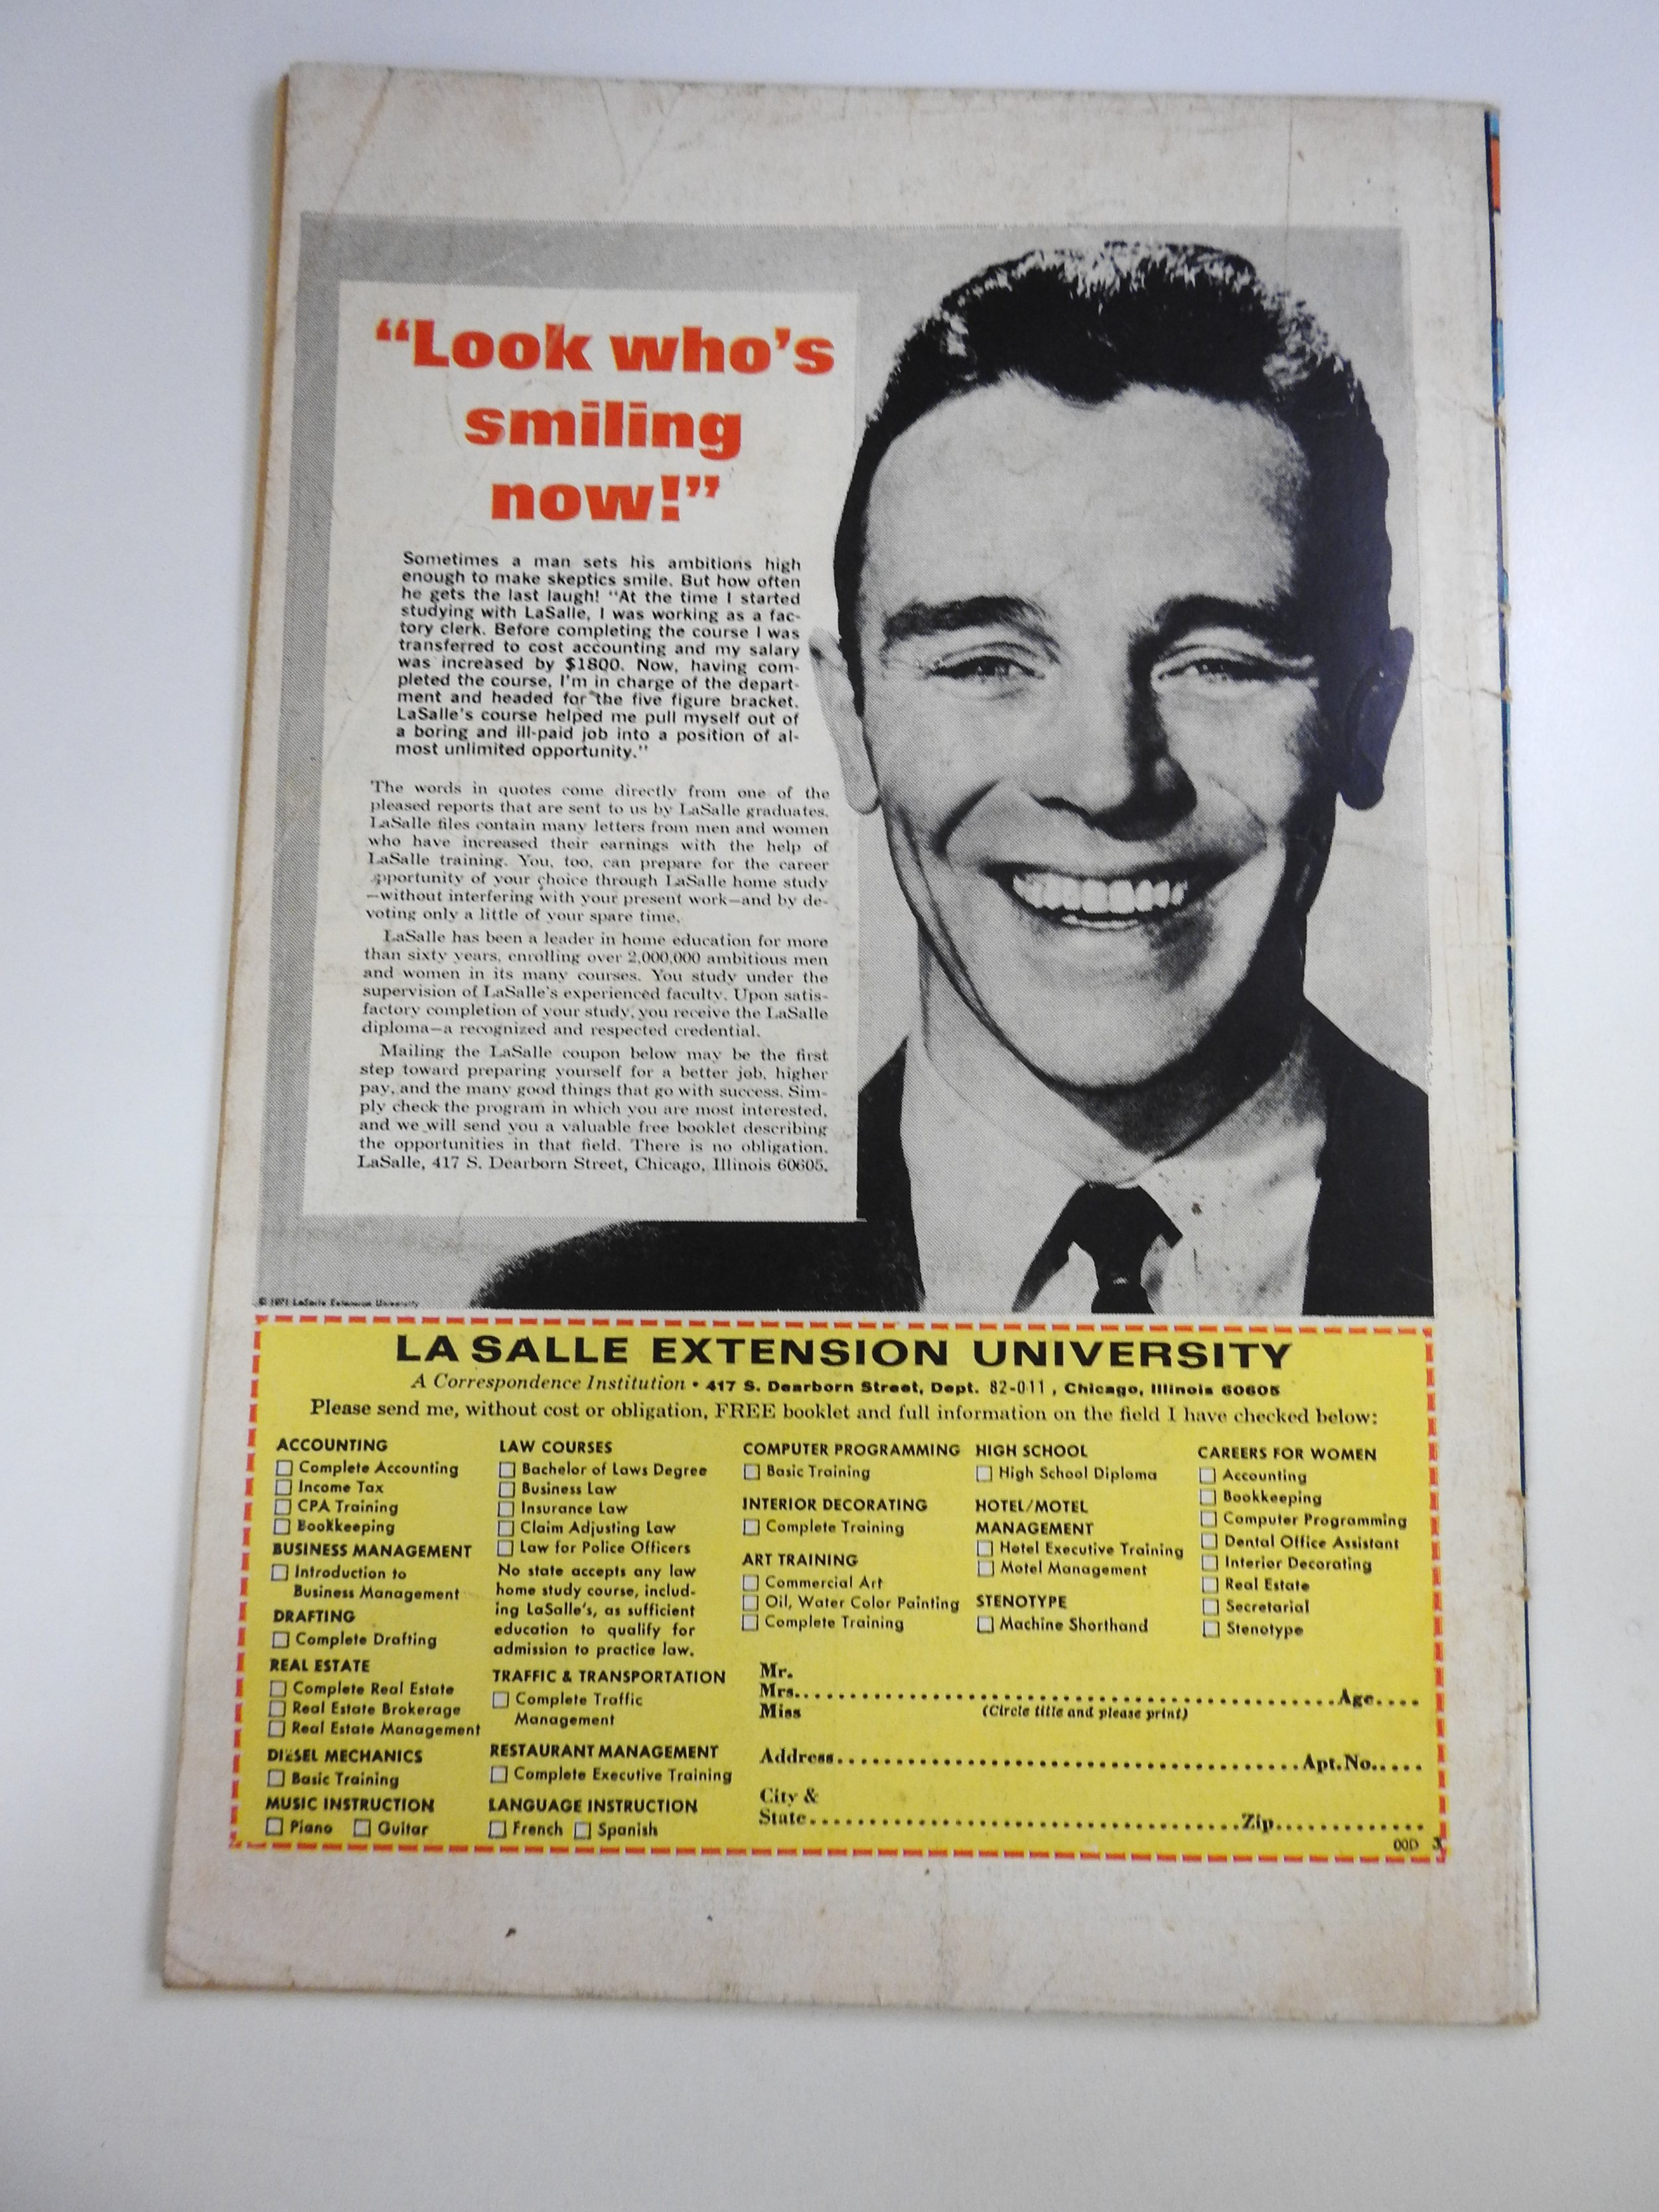 “Look who’s
smiling
now!”
Sometimes a man sets his ambitions high
enough to make skeptics smile. But how often
he gets the last laugh! “At the time I started
studying with LaSalle, I was working as a fac-
tory clerk. Before completing the course I was
transferred to cost accounting and my salary
was increased by $1800. Now, having com-
pleted the course, I’m in charge of the depart-
ment and headed for the five figure bracket.
LaSalle’s course helped me pull myself out of
a boring and ill-paid job into a position of al-
most unlimited opportunity.”
The words in quotes come directly from one of the
pleased reports that are sent to us by LaSalle graduates.
LaSalle files contain many letters from men and women
who have increased their earnings with the help of
LaSalle training. You, too, can prepare for the career
opportunity of your choice through LaSalle home study
—without interfering with your present work—and by de-
voting only a little of your spare time.
LaSalle has been a leader in home education for more
than sixty years, enrolling over 2,000,000 ambitious men
and women in its many courses. You study under the
supervision of LaSalle’s experienced faculty. Upon satis-
factory completion of your study, you receive the LaSalle
diploma—a recognized and respected credential.
Mailing the LaSalle coupon below may be the first
step toward preparing yourself for a better job, higher
pay, and the many good things that go with success. Sim-
ply check the program in which you are most interested,
and we will send you a valuable free booklet describing
the opportunities in that field. There is no obligation.
LaSalle, 417 S. Dearborn Street, Chicago, Illinois 60605.
© 1971 LaSalle Extension University
LA SALLE EXTENSION UNIVERSITY
A Correspondence Institution • 417 S. Dearborn Street, Dept. 82-011, Chicago, Illinois 60605
Please send me, without cost or obligation, FREE booklet and full information on the field I have checked below:
ACCOUNTING
Complete Accounting
Income Tax
CPA Training
Bookkeeping
BUSINESS MANAGEMENT
Introduction to
Business Management
DRAFTING
Complete Drafting
REAL ESTATE
Complete Real Estate
Real Estate Brokerage
Real Estate Management
DIESEL MECHANICS
Basic Training
MUSIC INSTRUCTION
Piano Guitar
LAW COURSES
Bachelor of Laws Degree
Business Law
Insurance Law
Claim Adjusting Law
Law for Police Officers
No state accepts any law
home study course, includ-
ing LaSalle’s, as sufficient
education to qualify for
admission to practice law.
TRAFFIC & TRANSPORTATION
Complete Traffic
Management
RESTAURANT MANAGEMENT
Complete Executive Training
LANGUAGE INSTRUCTION
French Spanish
COMPUTER PROGRAMMING
Basic Training
INTERIOR DECORATING
Complete Training
ART TRAINING
Commercial Art
Oil, Water Color Painting
Complete Training
HIGH SCHOOL
High School Diploma
HOTEL/MOTEL
MANAGEMENT
Hotel Executive Training
Motel Management
STENOTYPE
Machine Shorthand
CAREERS FOR WOMEN
Accounting
Bookkeeping
Computer Programming
Dental Office Assistant
Interior Decorating
Real Estate
Secretarial
Stenotype
Mr.
Mrs. Age
Miss (Circle title and please print)
Address Apt.No.
City &
State Zip
00D 3